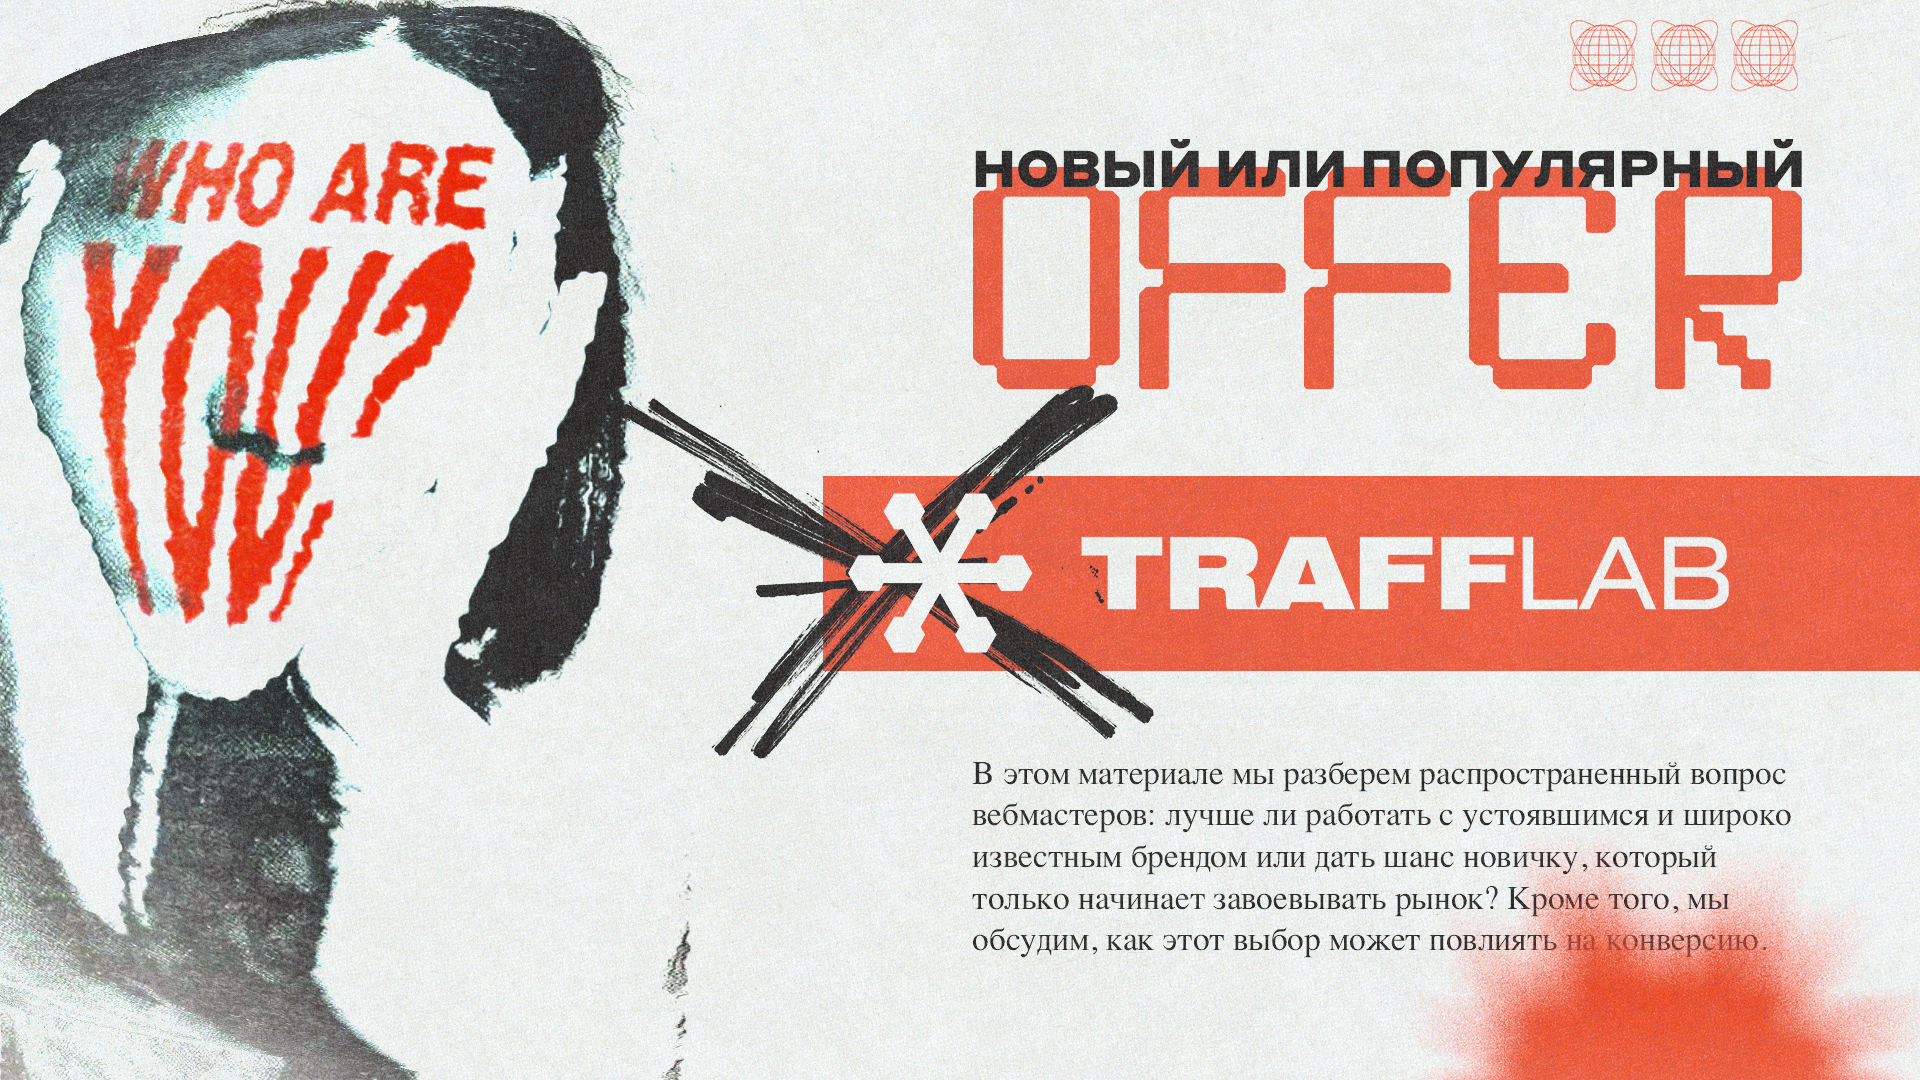 WHO ARE
YOU?
НОВЫЙ ИЛИ ПОПУЛЯРНЫЙ
OFFER
TRAFFLAB
В этом материале мы разберем распространенный вопрос
вебмастеров: лучше ли работать с устоявшимся и широко
известным брендом или дать шанс новичку, который
только начинает завоевывать рынок? Кроме того, мы
обсудим, как этот выбор может повлиять на конверсию.